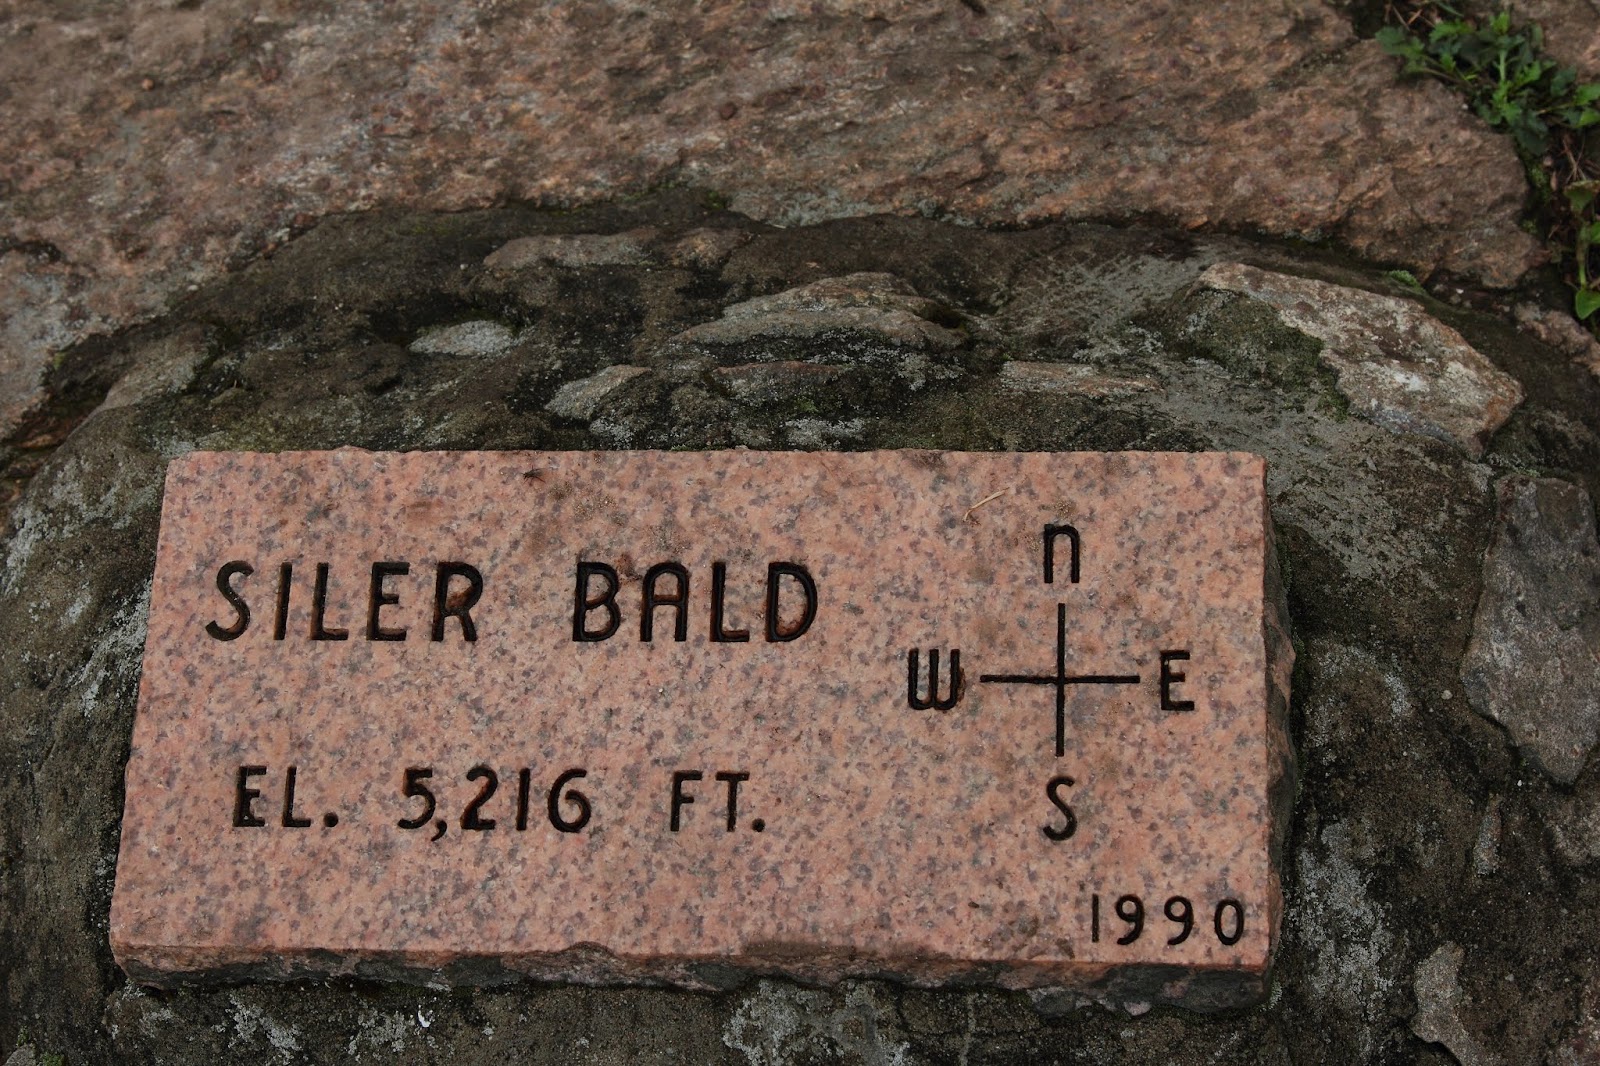 SILER BALD
n
W E
EL. 5,216 FT.
S
1990